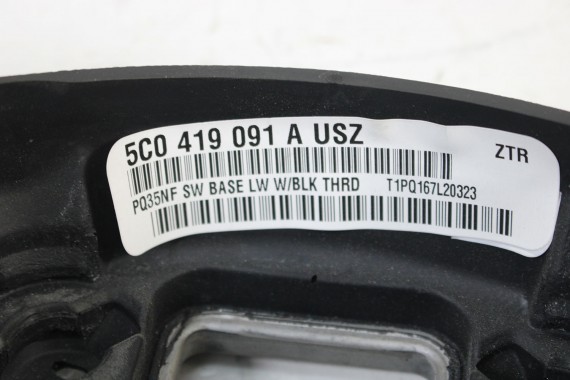 5C0 419 091 A USZ
ZTR
PQ35NF SW BASE LW W/BLK THRD T1PQ167L20323